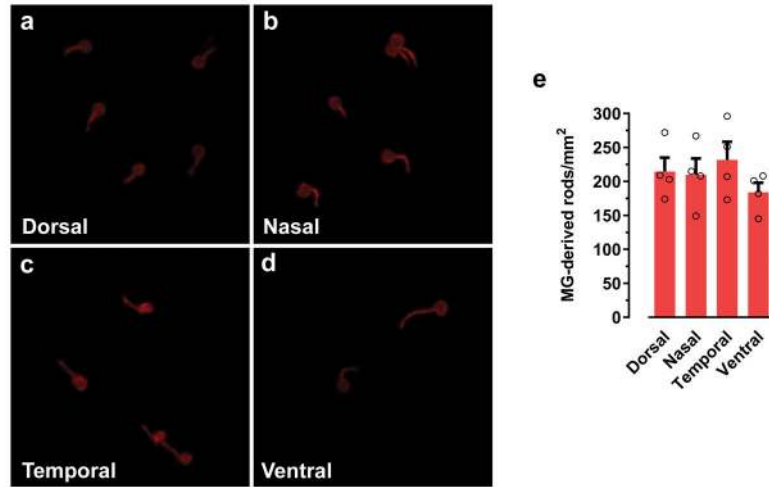 a
Dorsal
b
Nasal
c
Temporal
d
Ventral
e
MG-derived rods/mm²
300
250
200
150
100
50
0
Dorsal
Nasal
Temporal
Ventral